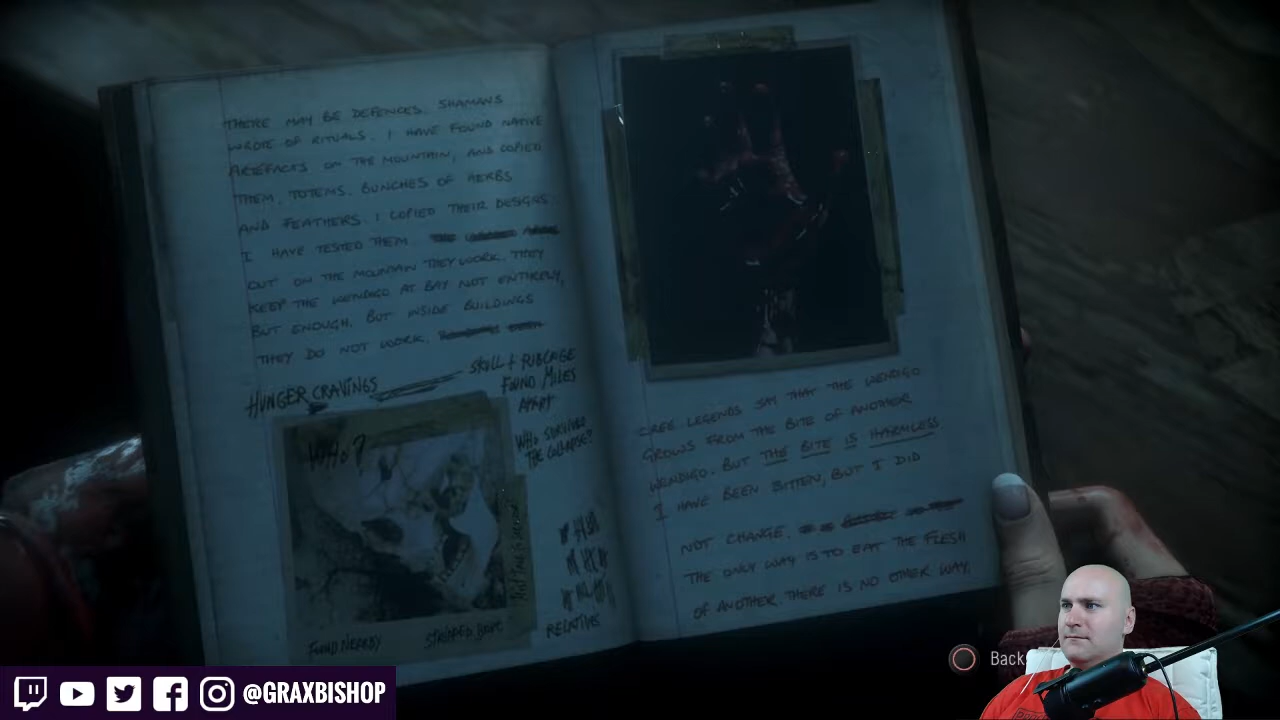 THERE MAY BE DEFENCES. SHAMANS
WROTE OF RITUALS. I HAVE FOUND NATIVE
ARTEFACTS ON THE MOUNTAIN, AND COPIED
THEM, TOTEMS, BUNCHES OF HERBS
AND FEATHERS. I COPIED THEIR DESIGNS.
I HAVE TESTED THEM
OUT ON THE MOUNTAIN THEY WORK. THEY
KEEP THE WENDIGO AT BAY NOT ENTIRELY,
BUT ENOUGH. BUT INSIDE BUILDINGS
THEY DO NOT WORK.
HUNGER CRAVINGS
SKULL + RIBCAGE
FOUND MILES
APART
WHO SURVIVED
THE COLLAPSE?
WHO?
FOUND NEARBY
STRIPPED BARE
RELATIVES
CREE LEGENDS SAY THAT THE WENDIGO
GROWS FROM THE BITE OF ANOTHER
WENDIGO. BUT THE BITE IS HARMLESS
I HAVE BEEN BITTEN, BUT I DID
NOT CHANGE.
THE ONLY WAY IS TO EAT THE FLESH
OF ANOTHER. THERE IS NO OTHER WAY.
Back
@GRAXBISHOP